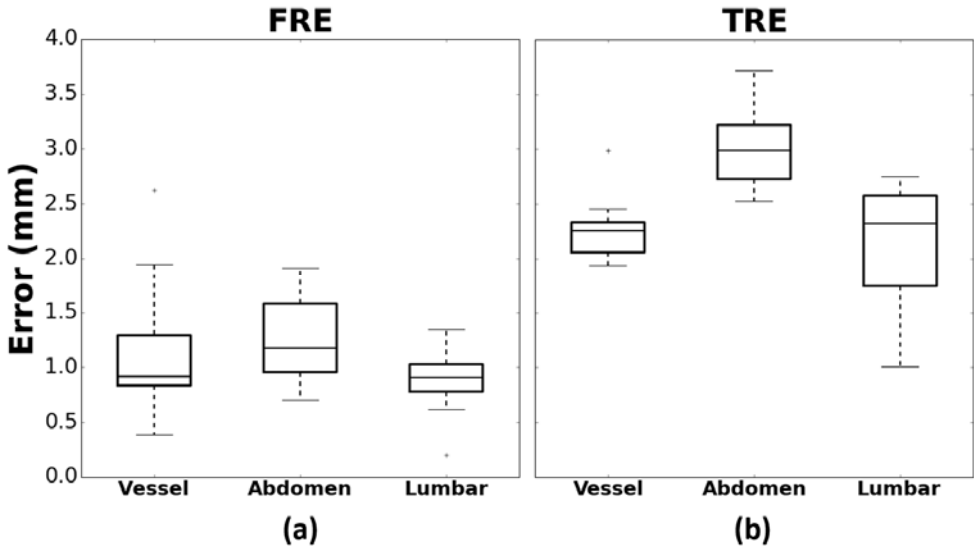 FRE
TRE
Error (mm)
4.0
3.5
3.0
2.5
2.0
1.5
1.0
0.5
0.0
Vessel Abdomen Lumbar
Vessel Abdomen Lumbar
(a)
(b)